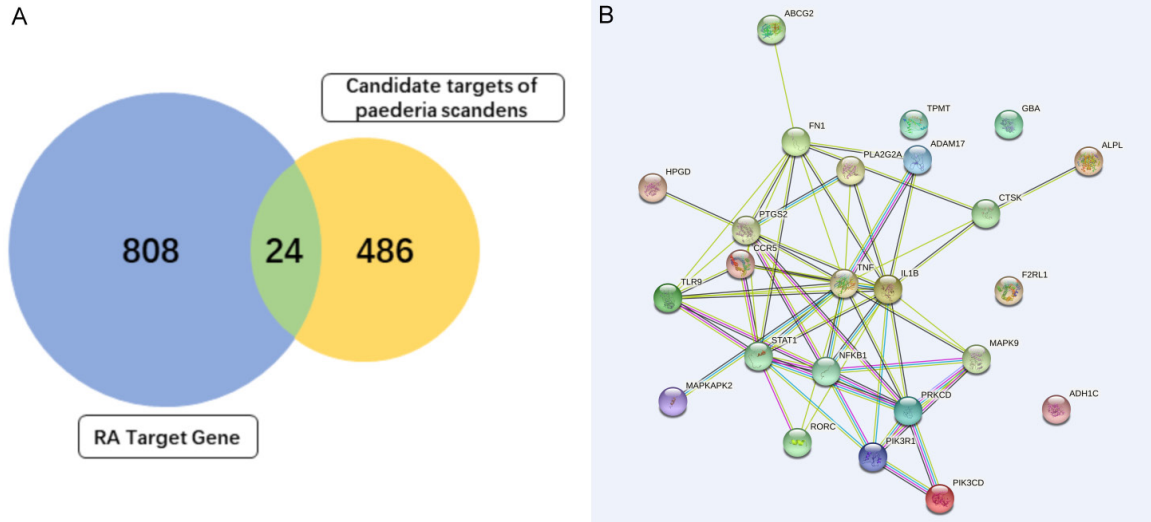 A
Candidate targets of
paederia scandens
808
24
486
RA Target Gene
B
ABCG2
TPMT
GBA
FN1
ADAM17
PLA2G2A
ALPL
HPGD
CTSK
PTGS2
CCR5
TNF
IL1B
F2RL1
TLR9
STAT1
NFKB1
MAPK9
MAPKAPK2
PRKCD
ADH1C
RORC
PIK3R1
PIK3CD